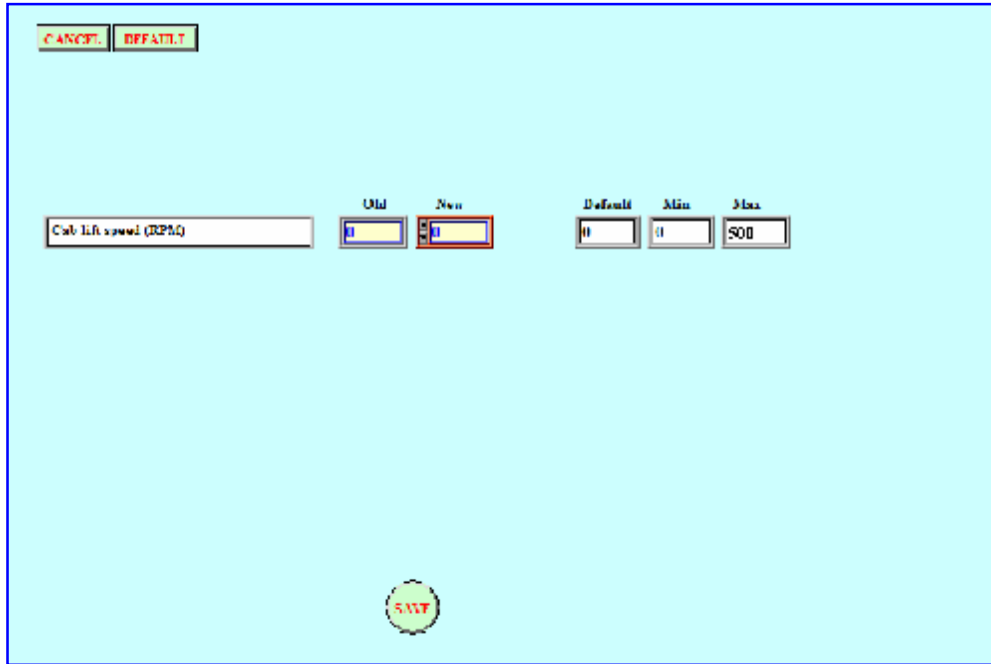 CANCEL DEFAULT
Old New Default Min Max
Cab lift speed (RPM) 0 0 0 0 500
SAVE